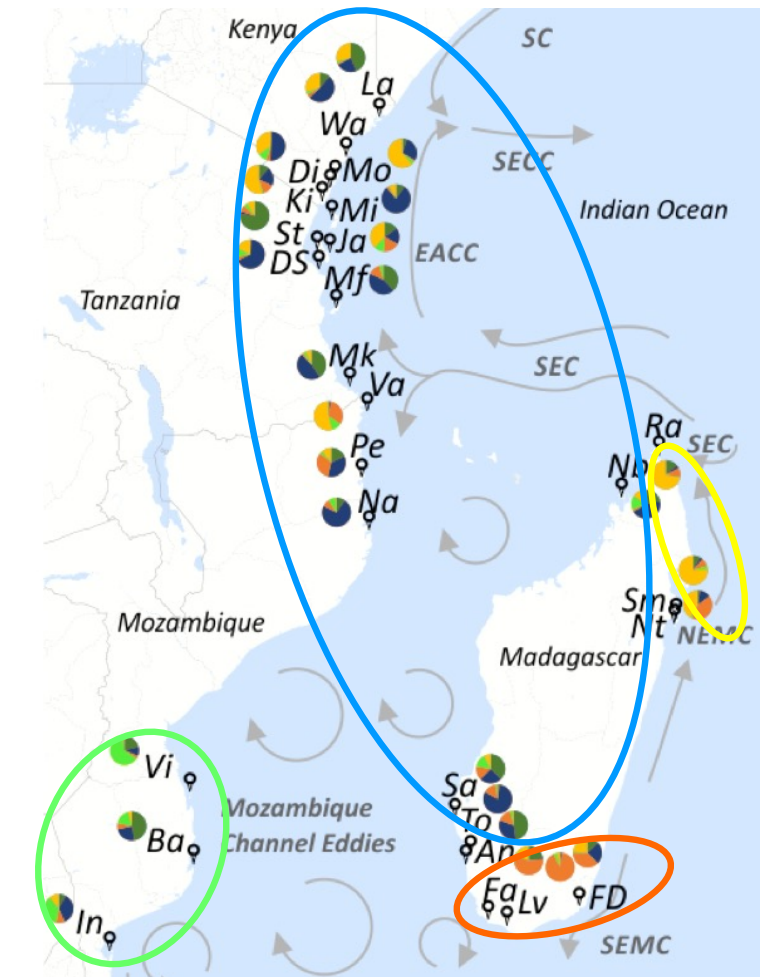 Kenya
SC
La
Wa
SECC
Di Mo
Ki
Mi
Indian Ocean
St Ja
DS
EACC
Mf
Tanzania
Mk
SEC
Va
Ra
SEC
Pe
Nb
Na
Sm
Mozambique
Nt
NEMC
Madagascar
Vi
Sa
Mozambique
To
Ba
Channel Eddies
An
Fa Lv FD
In
SEMC